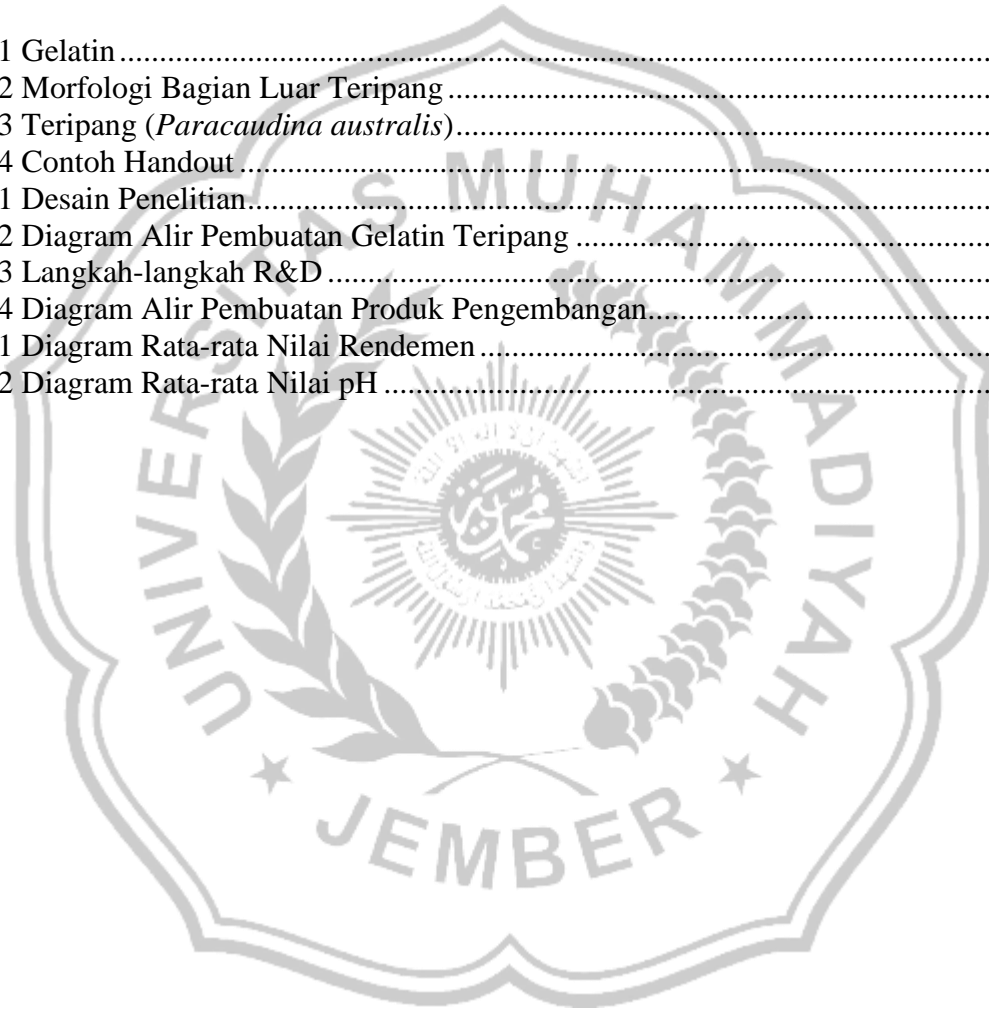 1 Gelatin ............................................................................................................
2 Morfologi Bagian Luar Teripang ....................................................................
3 Teripang (Paracaudina australis)...................................................................
4 Contoh Handout ..............................................................................................
1 Desain Penelitian.............................................................................................
2 Diagram Alir Pembuatan Gelatin Teripang ....................................................
3 Langkah-langkah R&D ...................................................................................
4 Diagram Alir Pembuatan Produk Pengembangan...........................................
1 Diagram Rata-rata Nilai Rendemen ................................................................
2 Diagram Rata-rata Nilai pH ............................................................................
UNIVERSITAS MUHAMMADIYAH
JEMBER